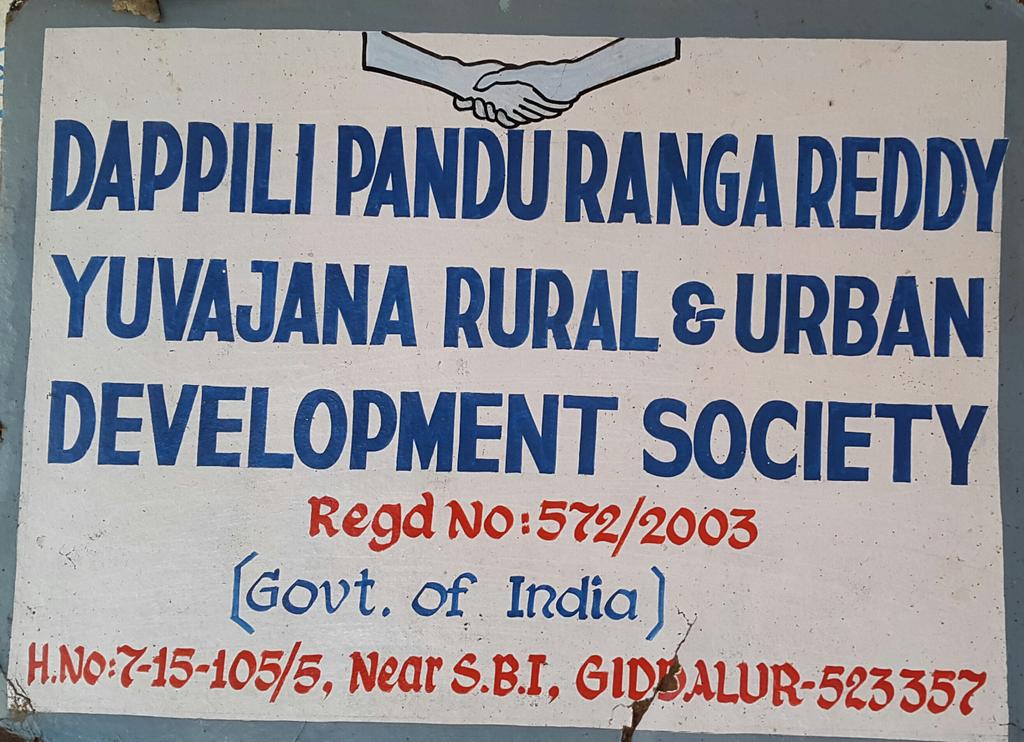 DAPPILI PANDU RANGA REDDY
YUVAJANA RURAL & URBAN
DEVELOPMENT SOCIETY
Regd No: 572/2003
(Govt. of India)
H.No:7-15-105/5, Near S.B.I, GIDDALUR-523357